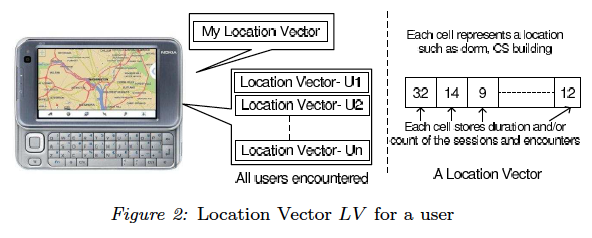 My Location Vector
Location Vector- U1
Location Vector- U2
Location Vector- Un
All users encountered
Each cell represents a location
such as dorm, CS building
32 14 9 12
Each cell stores duration and/or
count of the sessions and encounters
A Location Vector
NOKIA
WASHINGTON
Figure 2: Location Vector LV for a user